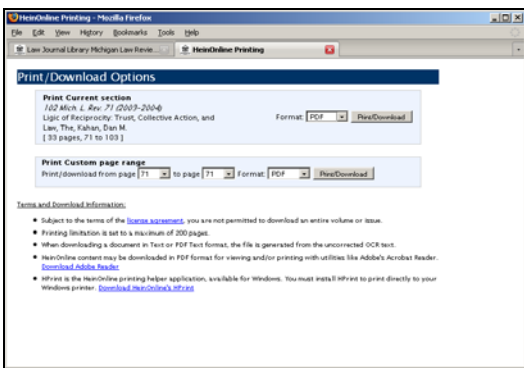 HeinOnline Printing - Mozilla Firefox
File Edit View History Bookmarks Tools Help
Law Journal Library Michigan Law Revie... HeinOnline Printing
Print/Download Options
Print Current section
102 Mich. L. Rev. 71 (2003-2004)
Ligic of Reciprocity: Trust, Collective Action, and
Law, The, Kahan, Dan M.
[ 33 pages, 71 to 103 ]
Format: PDF Print/Download
Print Custom page range
Print/download from page 71 to page 71 Format: PDF Print/Download
Terms and Download Information:
Subject to the terms of the license agreement, you are not permitted to download an entire volume or issue.
Printing limitation is set to a maximum of 200 pages.
When downloading a document in Text or PDF Text format, the file is generated from the uncorrected OCR text.
HeinOnline content may be downloaded in PDF format for viewing and/or printing with utilities like Adobe's Acrobat Reader.
Download Adobe Reader
HPrint is the HeinOnline printing helper application, available for Windows. You must install HPrint to print directly to your
Windows printer. Download HeinOnline's HPrint